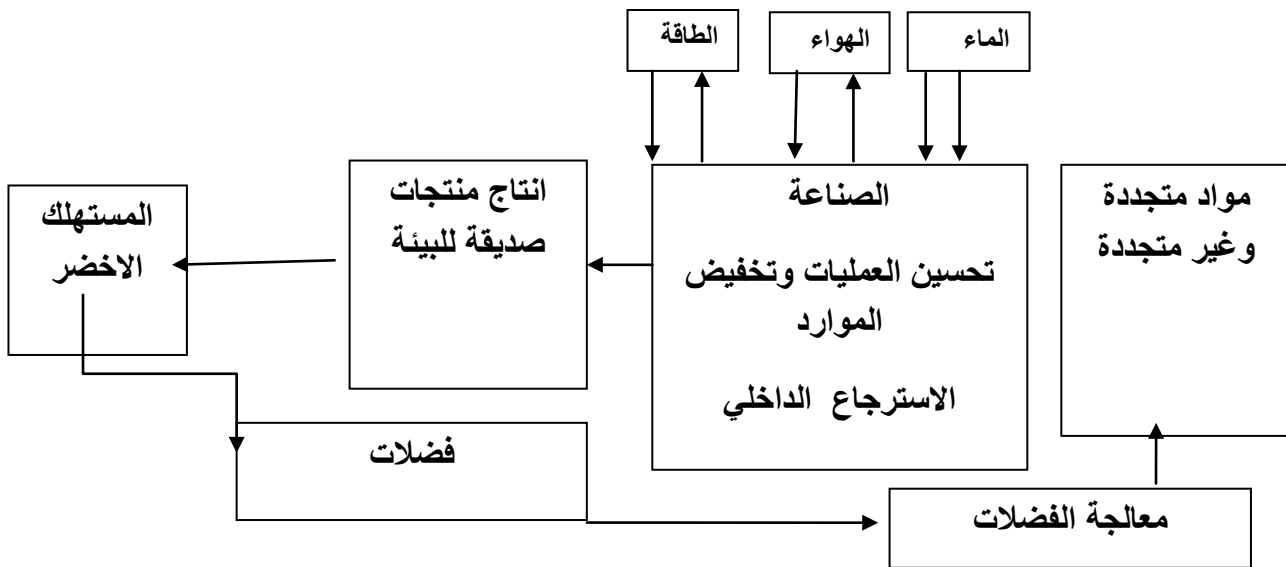 الماء
الهواء
الطاقة
مواد متجددة
وغير متجددة
الصناعة
تحسين العمليات وتخفيض
الموارد
الاسترجاع الداخلي
انتاج منتجات
صديقة للبيئة
المستهلك
الاخضر
فضلات
معالجة الفضلات